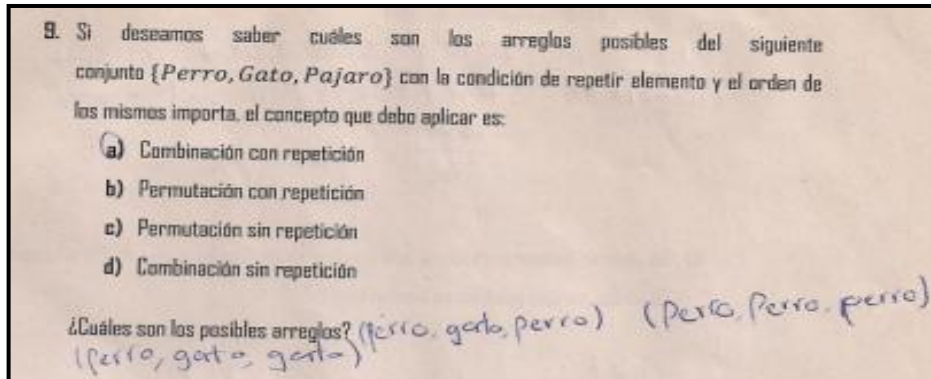 9. Si deseamos saber cuáles son los arreglos posibles del siguiente
conjunto {Perro, Gato, Pajaro} con la condición de repetir elemento y el orden de
los mismos importa, el concepto que debo aplicar es:
a) Combinación con repetición
b) Permutación con repetición
c) Permutación sin repetición
d) Combinación sin repetición
¿Cuáles son los posibles arreglos? (perro, gato, perro) (Perro, Perro, perro)
(Perro, gato, gato)